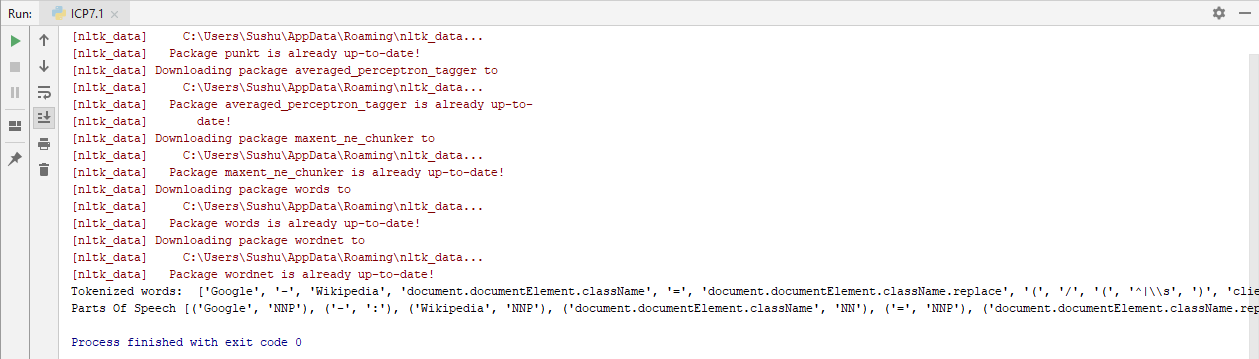 Run: ICP7.1
[nltk_data]     C:\Users\Sushu\AppData\Roaming\nltk_data...
[nltk_data]   Package punkt is already up-to-date!
[nltk_data] Downloading package averaged_perceptron_tagger to
[nltk_data]     C:\Users\Sushu\AppData\Roaming\nltk_data...
[nltk_data]   Package averaged_perceptron_tagger is already up-to-
[nltk_data]       date!
[nltk_data] Downloading package maxent_ne_chunker to
[nltk_data]     C:\Users\Sushu\AppData\Roaming\nltk_data...
[nltk_data]   Package maxent_ne_chunker is already up-to-date!
[nltk_data] Downloading package words to
[nltk_data]     C:\Users\Sushu\AppData\Roaming\nltk_data...
[nltk_data]   Package words is already up-to-date!
[nltk_data] Downloading package wordnet to
[nltk_data]     C:\Users\Sushu\AppData\Roaming\nltk_data...
[nltk_data]   Package wordnet is already up-to-date!
Tokenized words:  ['Google', '-', 'Wikipedia', 'document.documentElement.className', '=', 'document.documentElement.className.replace', '(', '/', '(', '^|\\s', ')', 'clie
Parts Of Speech [('Google', 'NNP'), ('-', ':'), ('Wikipedia', 'NNP'), ('document.documentElement.className', 'NN'), ('=', 'NNP'), ('document.documentElement.className.rep
Process finished with exit code 0